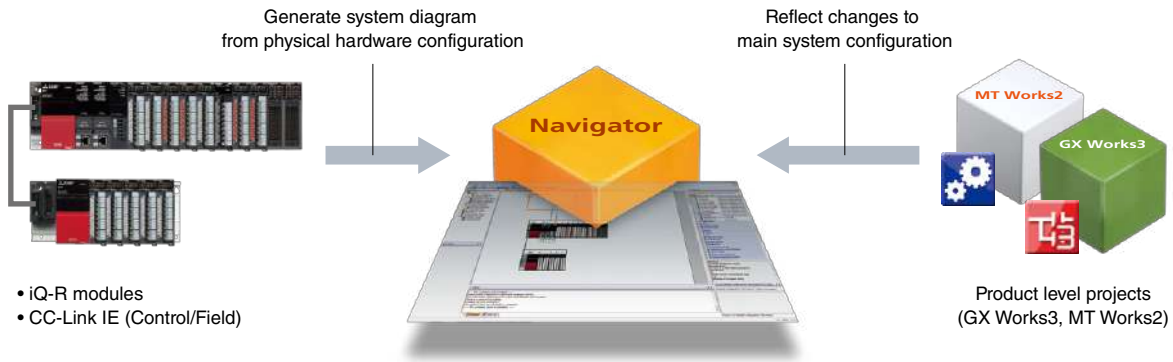 Generate system diagram
from physical hardware configuration
Reflect changes to
main system configuration
Navigator
MT Works2
GX Works3
• iQ-R modules
• CC-Link IE (Control/Field)
Product level projects
(GX Works3, MT Works2)